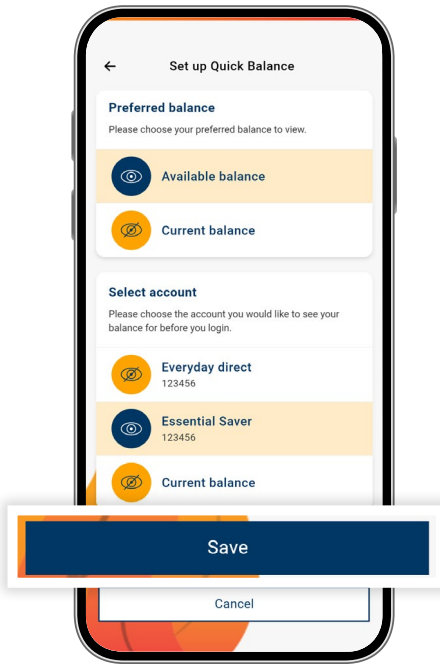 Set up Quick Balance
Preferred balance
Please choose your preferred balance to view.
Available balance
Current balance
Select account
Please choose the account you would like to see your
balance for before you login.
Everyday direct
123456
Essential Saver
123456
Current balance
Save
Cancel